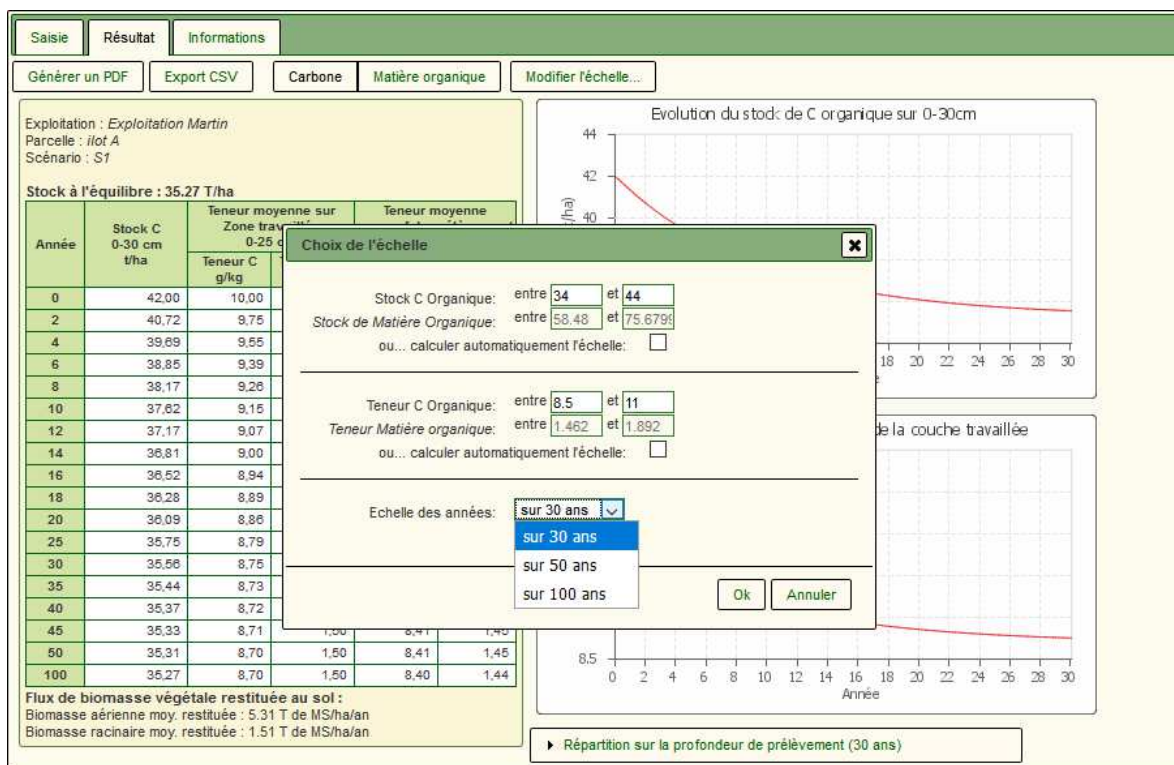 Saisie Résultat Informations
Générer un PDF Export CSV Carbone Matière organique Modifier l'échelle...
Exploitation : Exploitation Martin
Parcelle : ilot A
Scénario : S1
Stock à l'équilibre : 35.27 T/ha
Année
Stock C
0-30 cm
t/ha
Teneur moyenne sur
0-25
Teneur C
g/kg
Teneur moyenne
0 42,00 10,00
2 40,72 9,75
4 39,69 9,55
6 38,85 9,39
8 38,17 9,26
10 37,62 9,15
12 37,17 9,07
14 36,81 9,00
16 36,52 8,94
18 36,28 8,89
20 36,09 8,86
25 35,75 8,79
30 35,56 8,75
35 35,44 8,73
40 35,37 8,72
45 35,33 8,71 1,50 8,41 1,45
50 35,31 8,70 1,50 8,41 1,45
100 35,27 8,70 1,50 8,40 1,44
Flux de biomasse végétale restituée au sol :
Biomasse aérienne moy. restituée : 5.31 T de MS/ha/an
Biomasse racinaire moy. restituée : 1.51 T de MS/ha/an
Evolution du stock de C organique sur 0-30cm
44
42
40
18 20 22 24 26 28 30
Choix de l'échelle
Stock C Organique: entre 34 et 44
Stock de Matière Organique: entre 58.48 et 75.6799
ou... calculer automatiquement l'échelle:
Teneur C Organique: entre 8.5 et 11
Teneur Matière organique: entre 1.462 et 1.892
ou... calculer automatiquement l'échelle:
Echelle des années: sur 30 ans
sur 30 ans
sur 50 ans
sur 100 ans
Ok Annuler
de la couche travaillée
8.5
0 2 4 6 8 10 12 14 16 18 20 22 24 26 28 30
Année
Répartition sur la profondeur de prélèvement (30 ans)